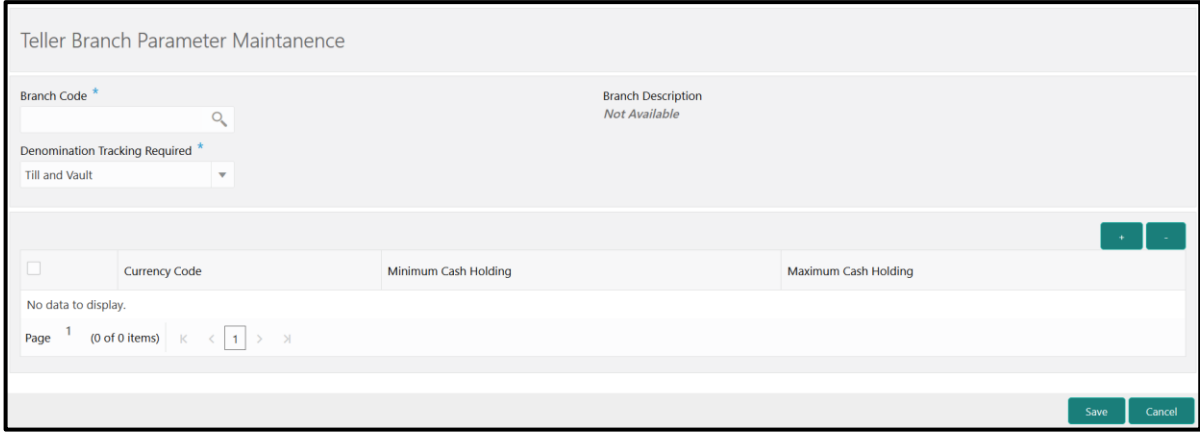 Teller Branch Parameter Maintanence
Branch Code *
Branch Description
Not Available
Denomination Tracking Required *
Till and Vault
+ -
Currency Code Minimum Cash Holding Maximum Cash Holding
No data to display.
Page 1 (0 of 0 items) K < 1 > >|
Save Cancel